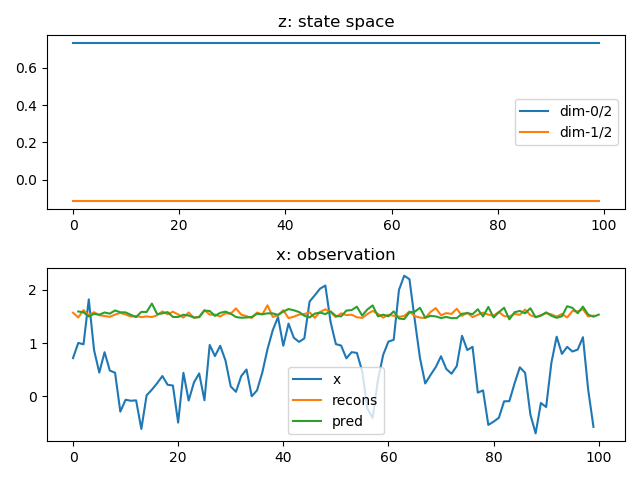 z: state space
0.6
0.4
0.2
0.0
dim-0/2
dim-1/2
0 20 40 60 80 100
x: observation
2
1
0
x
recons
pred
0 20 40 60 80 100